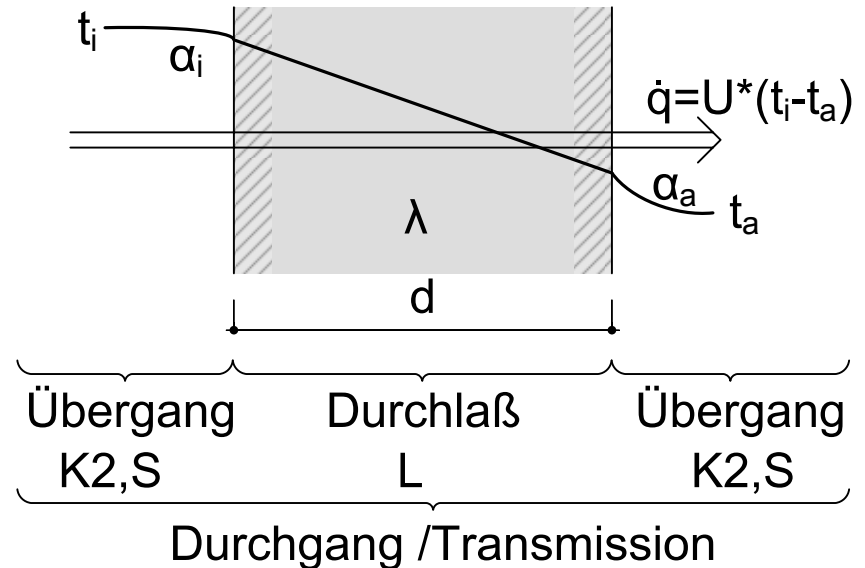 tᵢ
αᵢ
q̇=U*(tᵢ-tₐ)
αₐ
tₐ
λ
d
Übergang Durchlaß Übergang
K2,S L K2,S
Durchgang /Transmission